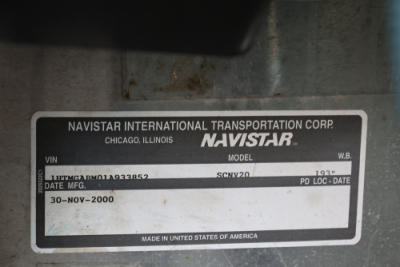 NAVISTAR INTERNATIONAL TRANSPORTATION CORP.
CHICAGO, ILLINOIS NAVISTAR
VIN MODEL W.B.
SCNV20 193"
DATE MFG. PD LOC - DATE
30-NOV-2000
MADE IN UNITED STATES OF AMERICA